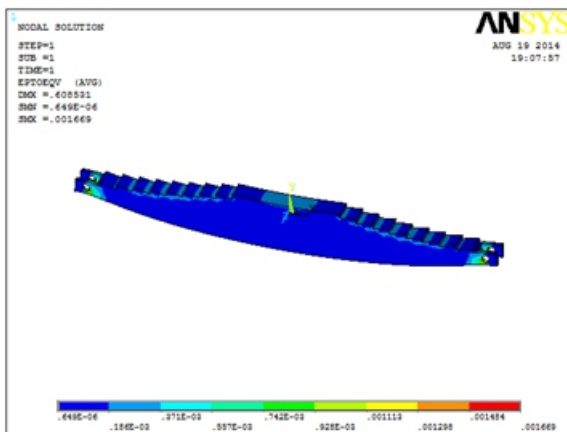 1
NODAL SOLUTION
STEP=1
SUB =1
TIME=1
EPTOEQV (AVG)
DMX =.608531
SMN =.649E-06
SMX =.001669
ANSYS
AUG 19 2014
19:07:57
Y
Z
.649E-06 .371E-03 .742E-03 .001113 .001484
.186E-03 .557E-03 .928E-03 .001298 .001669